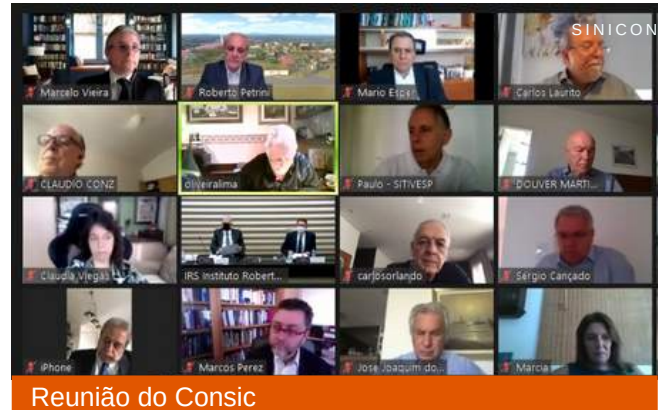 SINICON
Marcelo Vieira
Roberto Petrini
Mario Esper
Carlos Laurito
CLAUDIO CONZ
oliveiralima
Paulo - SITIVESP
DOUVER MARTI...
Claudia Viegas
IRS Instituto Robert...
carlosorlando
Sérgio Cançado
iPhone
Marcos Perez
Jose Joaquim do...
Marcia
Reunião do Consic